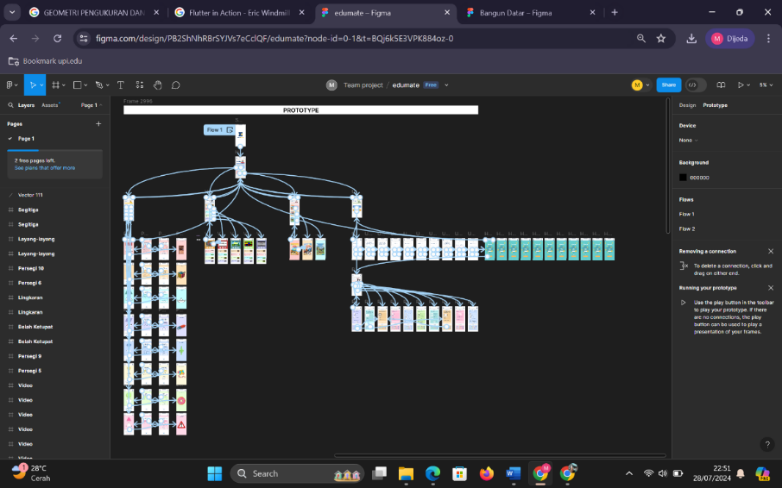 GEOMETRI PENGUKURAN DAN
Flutter in Action - Eric Windmill
edumate – Figma
Bangun Datar – Figma
figma.com/design/PB2ShNhRBrSYJVs7eCclQF/edumate?node-id=0-1&t=BQj6k5E3VPK884oz-0
M Dijeda
Bookmark upi.edu
M Team project / edumate Free
M Share 5%
Layers Assets Page 1
Design Prototype
Frame 2996
PROTOTYPE
Pages
Page 1
Flow 1
Device
None
2 free pages left.
See plans that offer more
Background
000000
Vector 111
Segitiga
Segitiga
Layang-layang
Layang-layang
Persegi 10
Persegi 6
Lingkaran
Lingkaran
Belah Ketupat
Belah Ketupat
Persegi 9
Persegi 5
Video
Video
Video
Video
Video
Video
Flows
Flow 1
Flow 2
Removing a connection
To delete a connection, click and
drag on either end.
Running your prototype
Use the play button in the toolbar
to play your prototype. If there
are no connections, the play
button can be used to play a
presentation of your frames.
?
28°C
Cerah
Search
22:51
28/07/2024